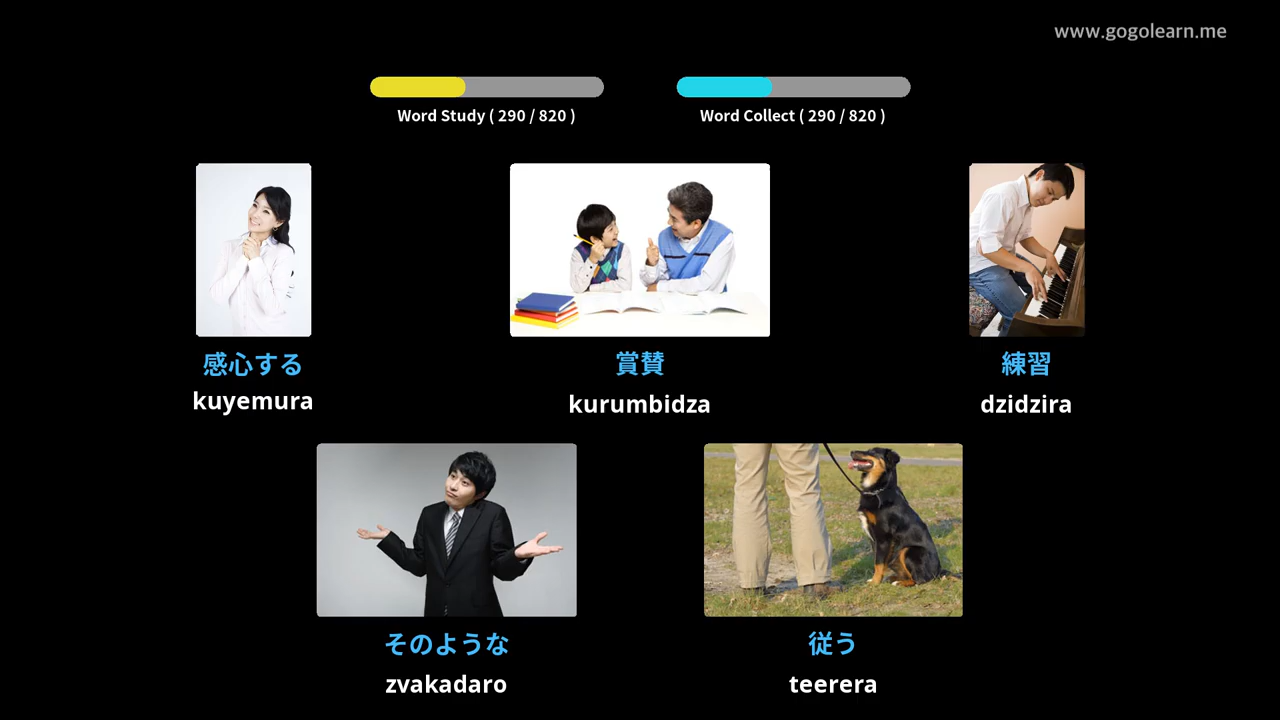 www.gogolearn.me
Word Study ( 290 / 820 )
Word Collect ( 290 / 820 )
感心する
kuyemura
賞賛
kurumbidza
練習
dzidzira
そのような
zvakadaro
従う
teerera